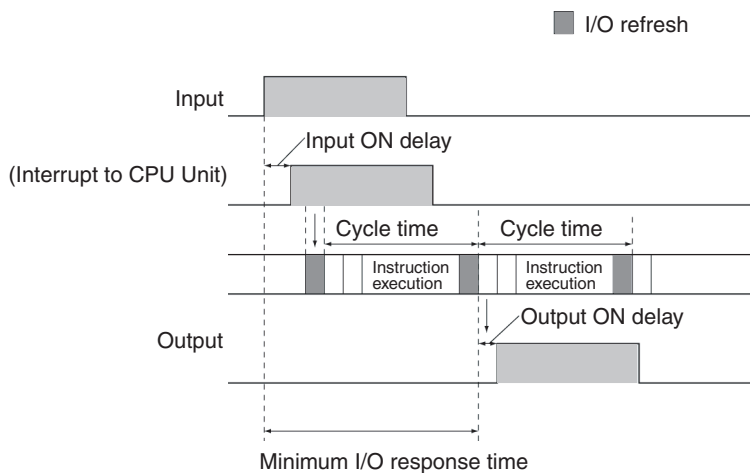 I/O refresh
Input
Input ON delay
(Interrupt to CPU Unit)
Cycle time
Cycle time
Instruction
execution
Instruction
execution
Output ON delay
Output
Minimum I/O response time